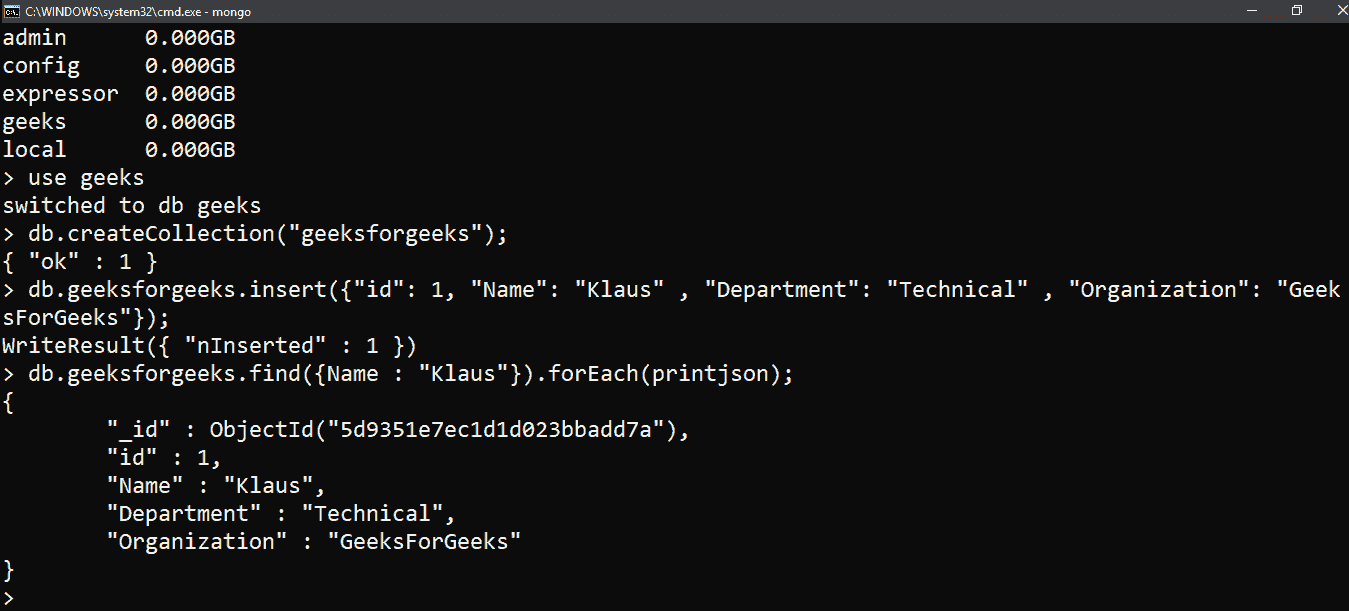 C:\WINDOWS\system32\cmd.exe - mongo
admin      0.000GB
config     0.000GB
expressor  0.000GB
geeks      0.000GB
local      0.000GB
> use geeks
switched to db geeks
> db.createCollection("geeksforgeeks");
{ "ok" : 1 }
> db.geeksforgeeks.insert({"id": 1, "Name": "Klaus" , "Department": "Technical" , "Organization": "Geek
sForGeeks"});
WriteResult({ "nInserted" : 1 })
> db.geeksforgeeks.find({Name : "Klaus"}).forEach(printjson);
{
        "_id" : ObjectId("5d9351e7ec1d1d023bbadd7a"),
        "id" : 1,
        "Name" : "Klaus",
        "Department" : "Technical",
        "Organization" : "GeeksForGeeks"
}
>